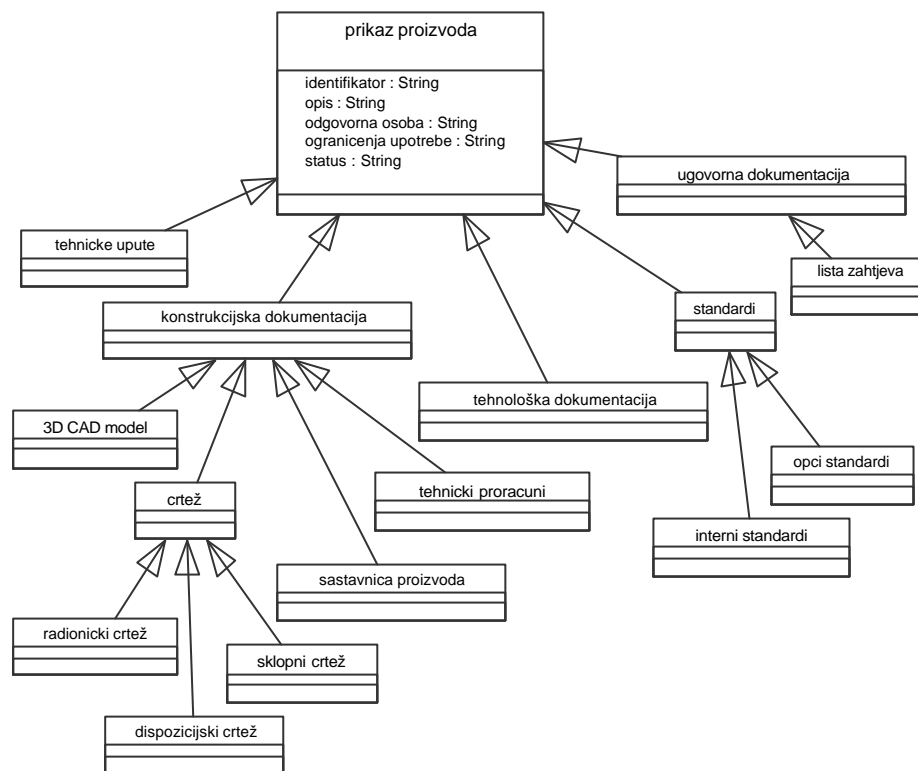 prikaz proizvoda
identifikator : String
opis : String
odgovorna osoba : String
ogranicenja upotrebe : String
status : String
ugovorna dokumentacija
tehnicke upute
lista zahtjeva
konstrukcijska dokumentacija
standardi
tehnološka dokumentacija
3D CAD model
opci standardi
crtež
tehnicki proracuni
interni standardi
sastavnica proizvoda
radionicki crtež
sklopni crtež
dispozicijski crtež